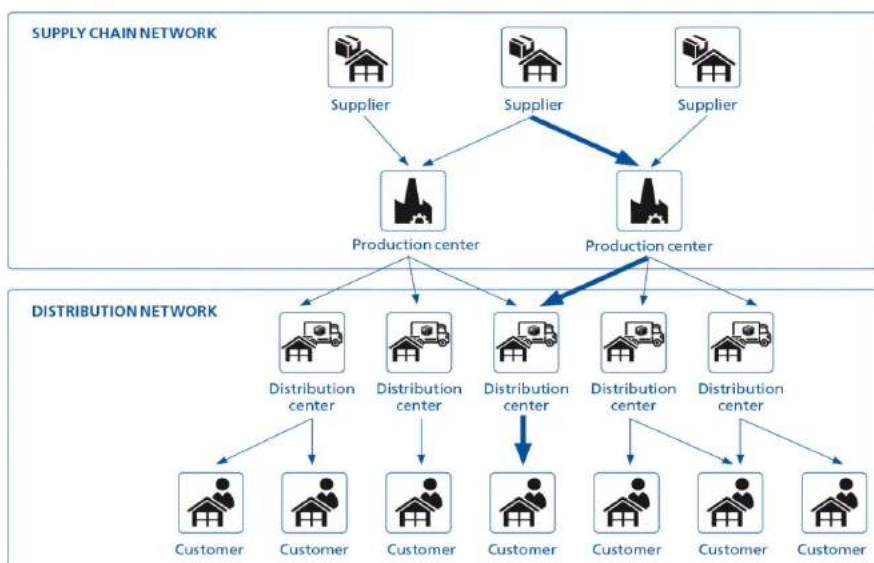 SUPPLY CHAIN NETWORK
Supplier
Supplier
Supplier
Production center
Production center
DISTRIBUTION NETWORK
Distribution
center
Distribution
center
Distribution
center
Distribution
center
Distribution
center
Customer
Customer
Customer
Customer
Customer
Customer
Customer